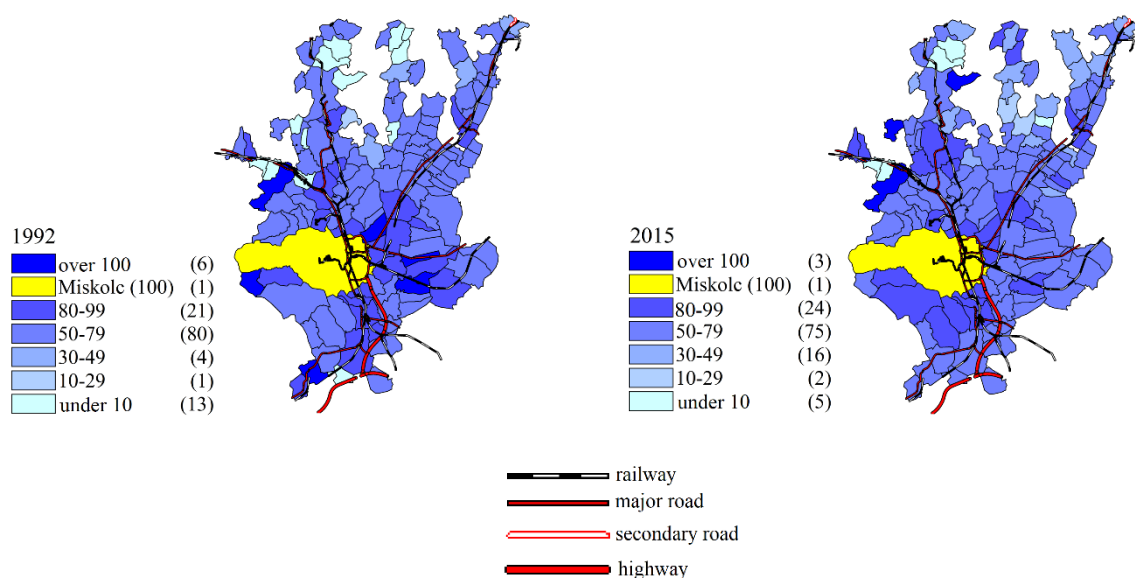 1992
over 100 (6)
Miskolc (100) (1)
80-99 (21)
50-79 (80)
30-49 (4)
10-29 (1)
under 10 (13)
2015
over 100 (3)
Miskolc (100) (1)
80-99 (24)
50-79 (75)
30-49 (16)
10-29 (2)
under 10 (5)
railway
major road
secondary road
highway